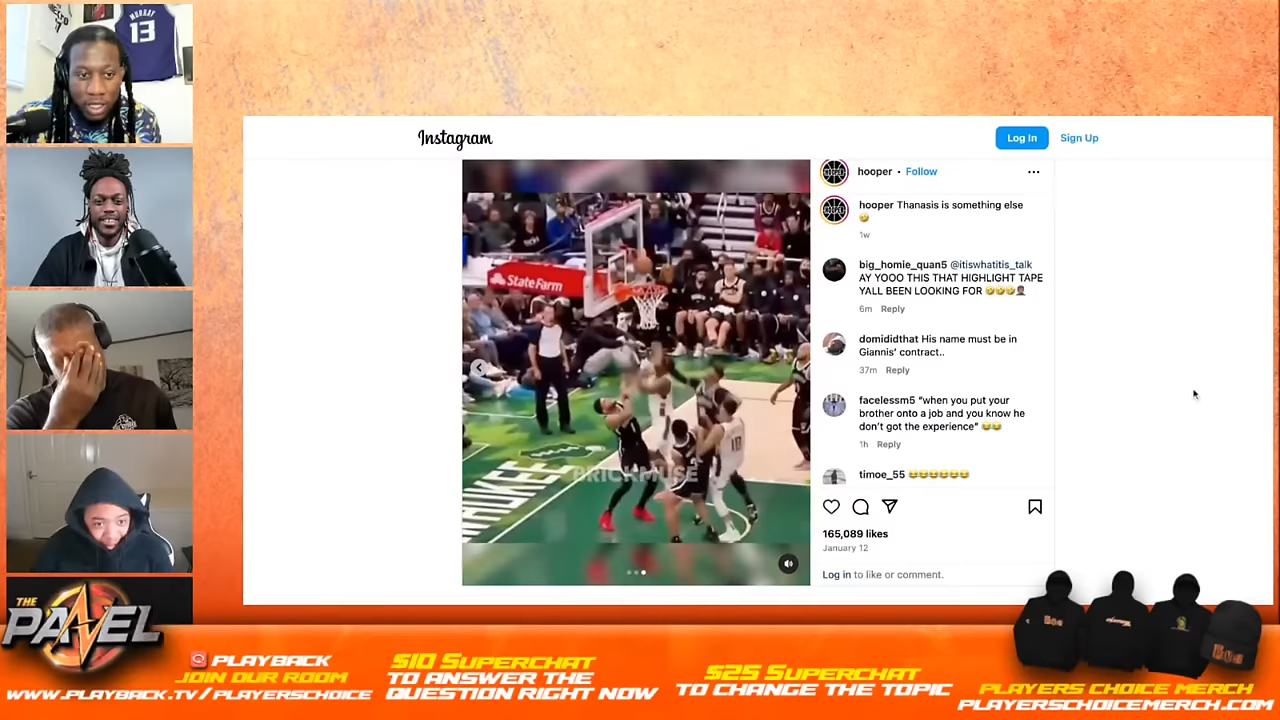 MURRAY
13
Instagram
Log In
Sign Up
hooper • Follow
hooper Thanasis is something else
🤣
1w
big_homie_quan5 @itiswhatitis_talk
AY YOOO THIS THAT HIGHLIGHT TAPE
YALL BEEN LOOKING FOR 🤣🤣🤣🤦🏾‍♂️
6m Reply
domididthat His name must be in
Giannis' contract..
37m Reply
facelessm5 "when you put your
brother onto a job and you know he
don't got the experience" 😂😂
1h Reply
timoe_55 😂😂😂😂😂😂
165,089 likes
January 12
Log in to like or comment.
State Farm
BRICKMUSE
THE
PANEL
PLAYBACK
JOIN OUR ROOM
WWW.PLAYBACK.TV/PLAYERSCHOICE
$10 SUPERCHAT
TO ANSWER THE
QUESTION RIGHT NOW
$25 SUPERCHAT
TO CHANGE THE TOPIC
PLAYERS CHOICE MERCH
PLAYERSCHOICEMERCH.COM